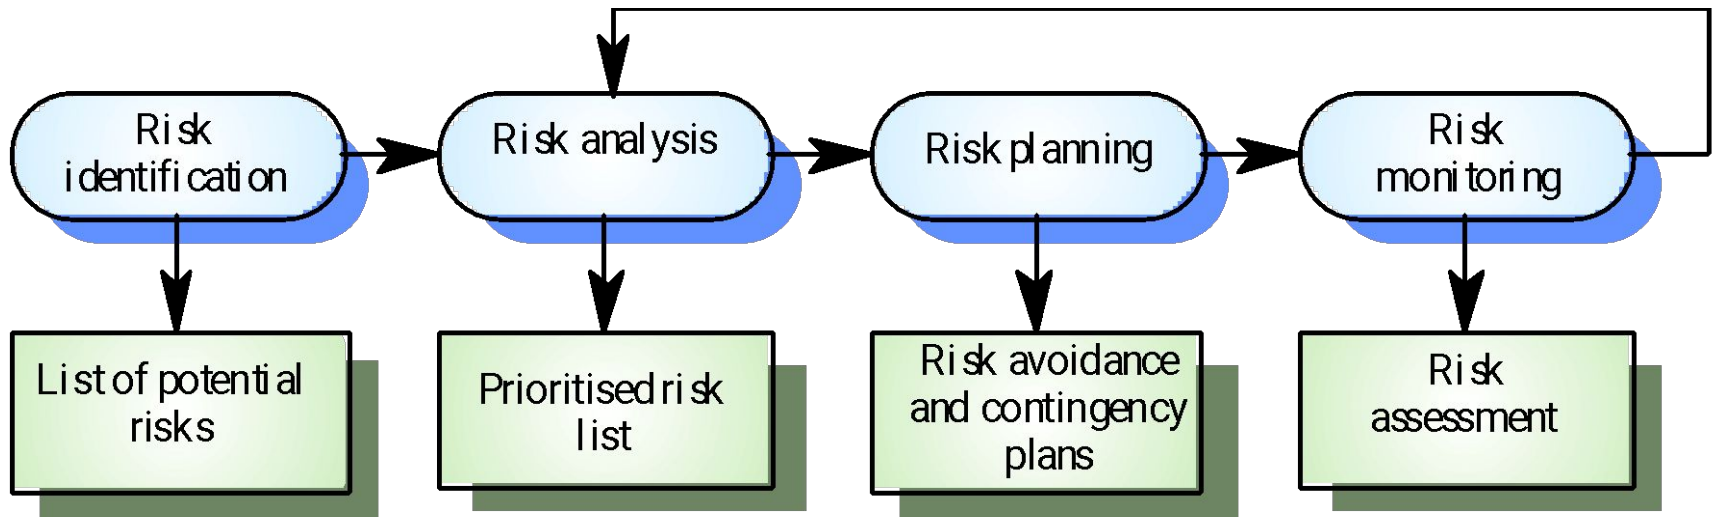 Risk
identification
Risk analysis
Risk planning
Risk
monitoring
List of potential
risks
Prioritised risk
list
Risk avoidance
and contingency
plans
Risk
assessment